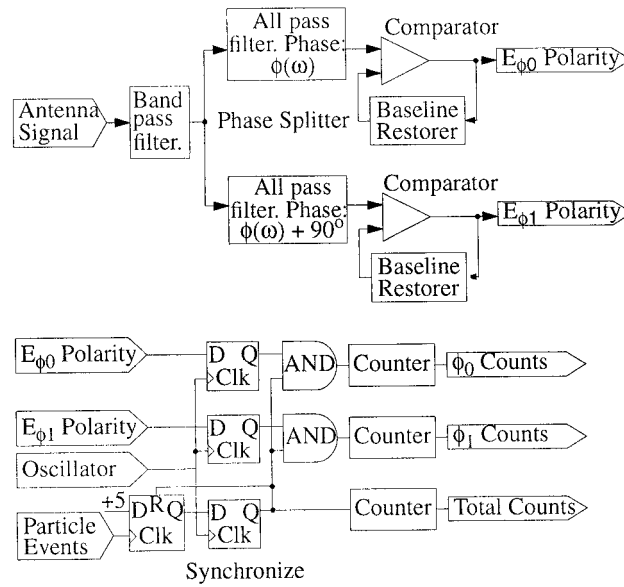 All pass
filter. Phase:
ϕ(ω)
Comparator
E_ϕ0 Polarity
Antenna
Signal
Band
pass
filter.
Phase Splitter
Baseline
Restorer
All pass
filter. Phase:
ϕ(ω) + 90°
Comparator
E_ϕ1 Polarity
Baseline
Restorer
E_ϕ0 Polarity
D Q
Clk
AND
Counter
ϕ_0 Counts
E_ϕ1 Polarity
D Q
Clk
AND
Counter
ϕ_1 Counts
Oscillator
+5
D R Q
Clk
D Q
Clk
Counter
Total Counts
Particle
Events
Synchronize